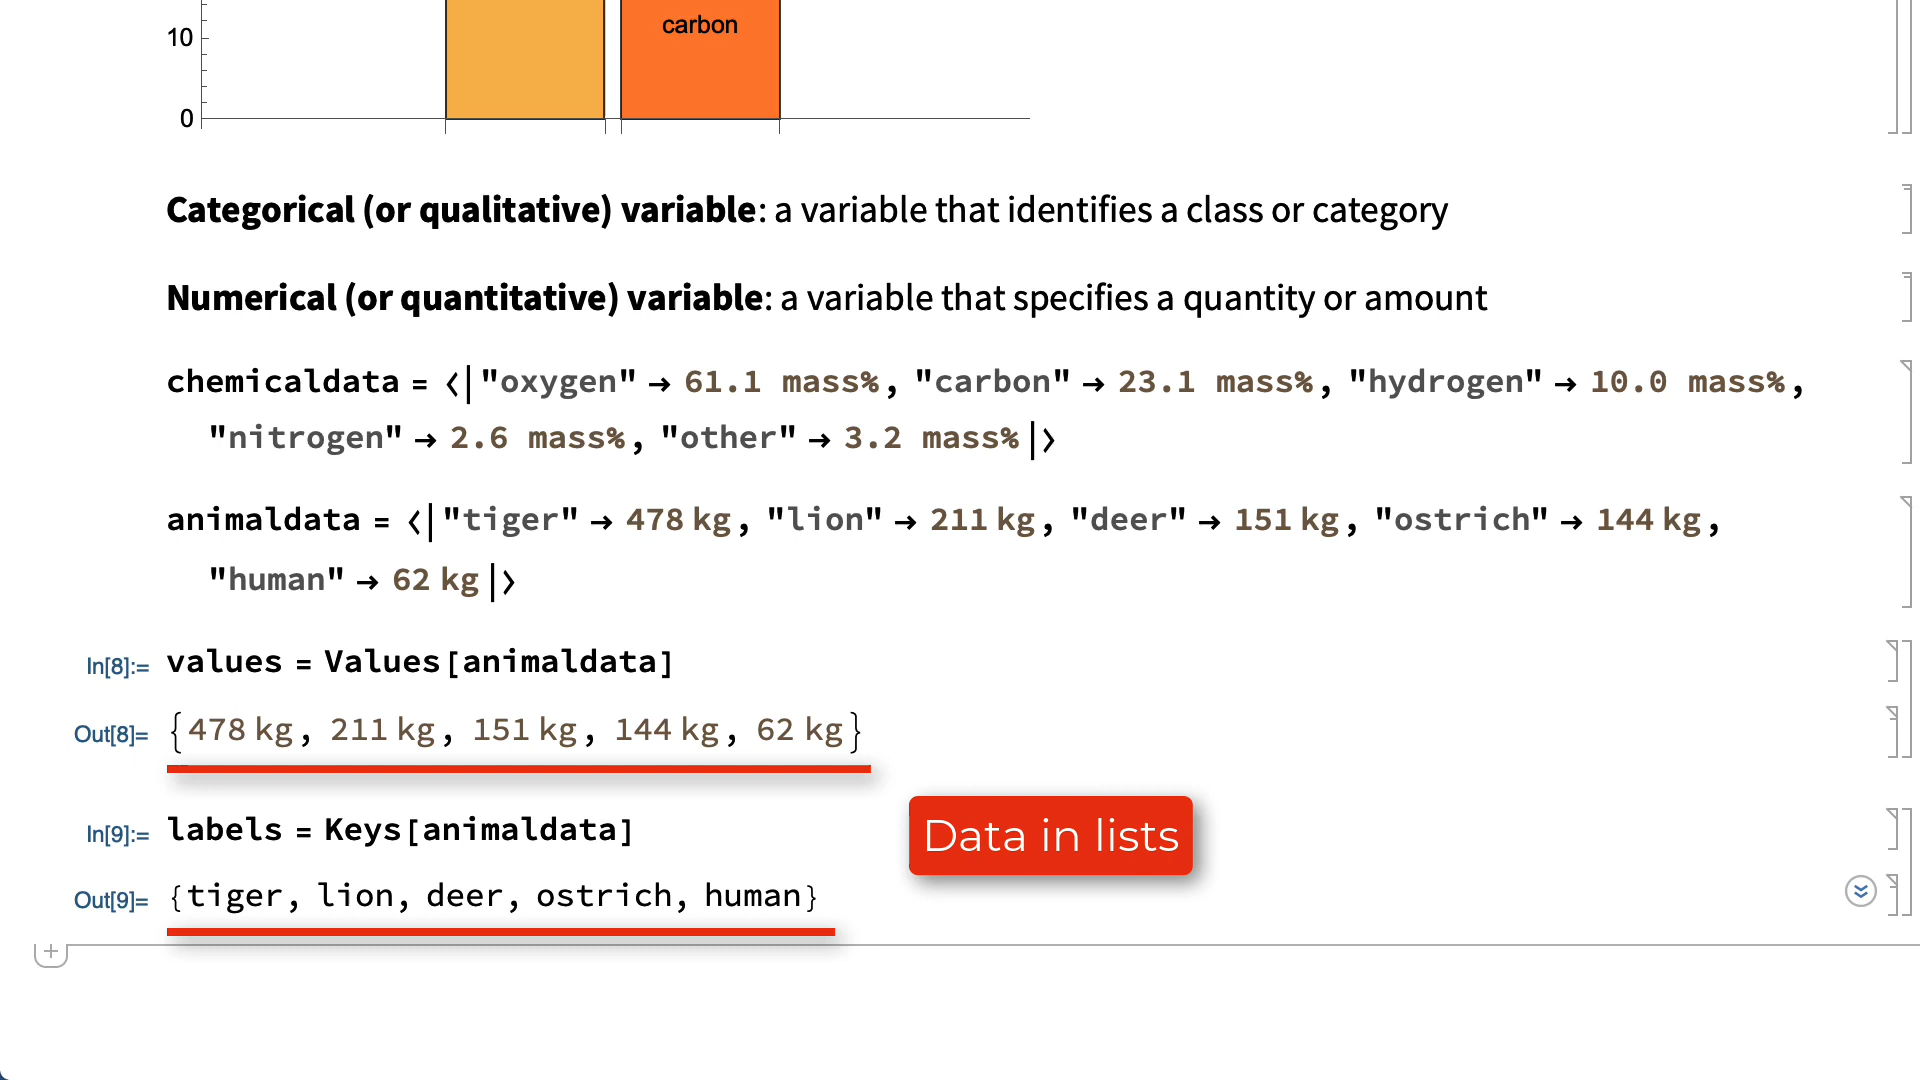 carbon
10
0
Categorical (or qualitative) variable: a variable that identifies a class or category
Numerical (or quantitative) variable: a variable that specifies a quantity or amount
chemicaldata = <|"oxygen" → 61.1 mass%, "carbon" → 23.1 mass%, "hydrogen" → 10.0 mass%,
"nitrogen" → 2.6 mass%, "other" → 3.2 mass%|>
animaldata = <|"tiger" → 478 kg, "lion" → 211 kg, "deer" → 151 kg, "ostrich" → 144 kg,
"human" → 62 kg|>
In[8]:= values = Values[animaldata]
Out[8]= {478 kg, 211 kg, 151 kg, 144 kg, 62 kg}
In[9]:= labels = Keys[animaldata]
Data in lists
Out[9]= {tiger, lion, deer, ostrich, human}